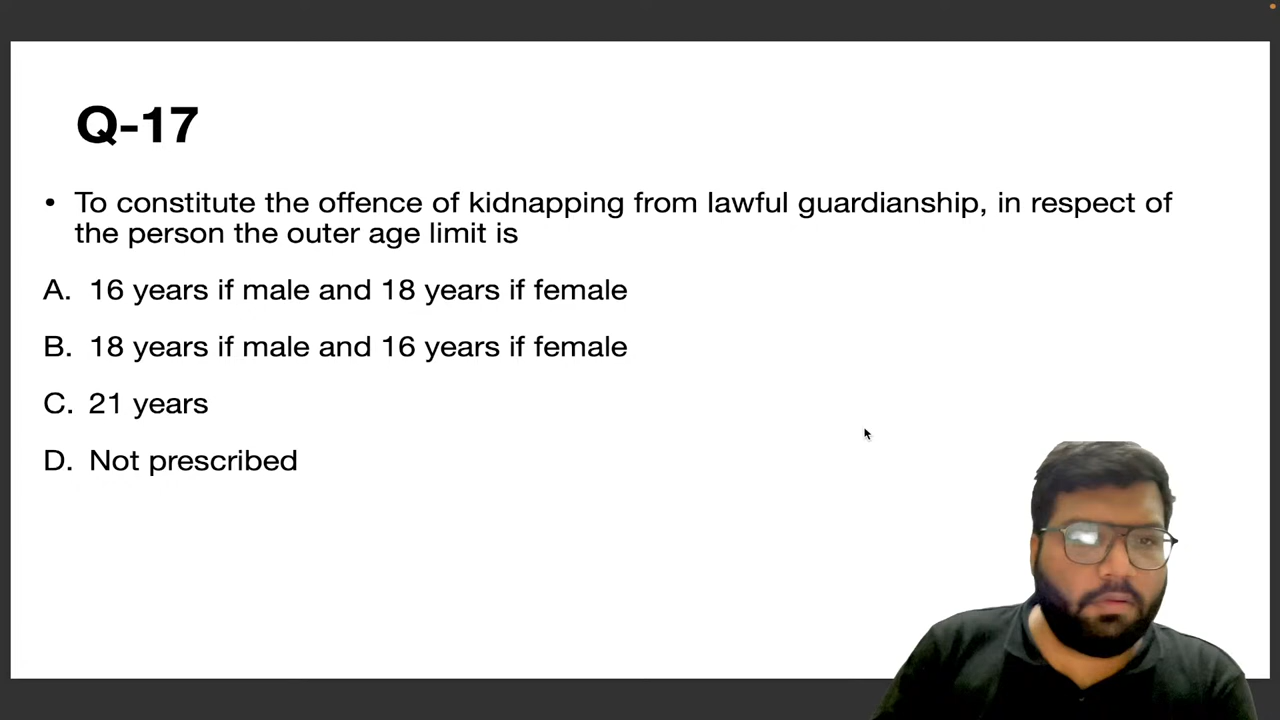 Q-17
• To constitute the offence of kidnapping from lawful guardianship, in respect of
the person the outer age limit is
A. 16 years if male and 18 years if female
B. 18 years if male and 16 years if female
C. 21 years
D. Not prescribed